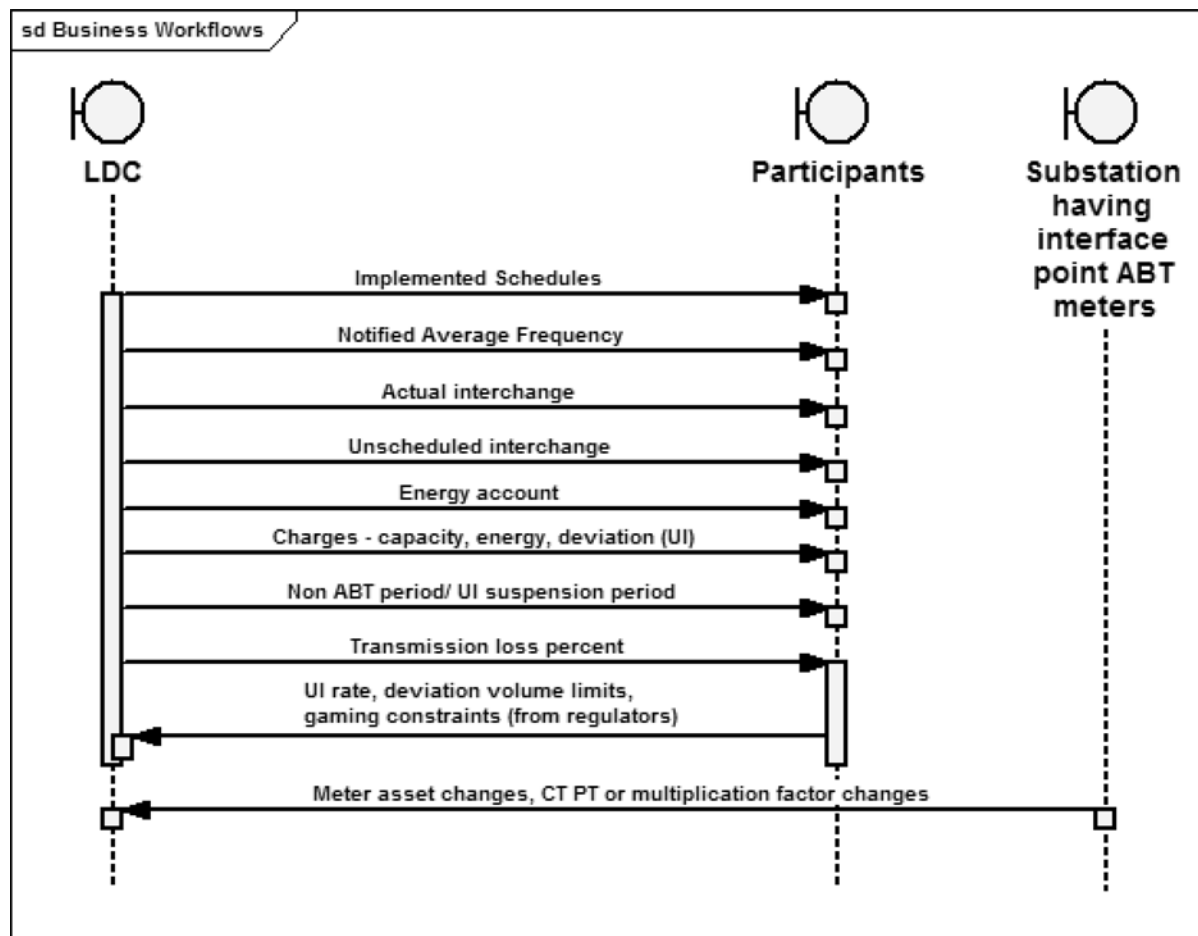 sd Business Workflows
LDC
Participants
Substation
having
interface
point ABT
meters
Implemented Schedules
Notified Average Frequency
Actual interchange
Unscheduled interchange
Energy account
Charges - capacity, energy, deviation (UI)
Non ABT period/ UI suspension period
Transmission loss percent
UI rate, deviation volume limits,
gaming constraints (from regulators)
Meter asset changes, CT PT or multiplication factor changes